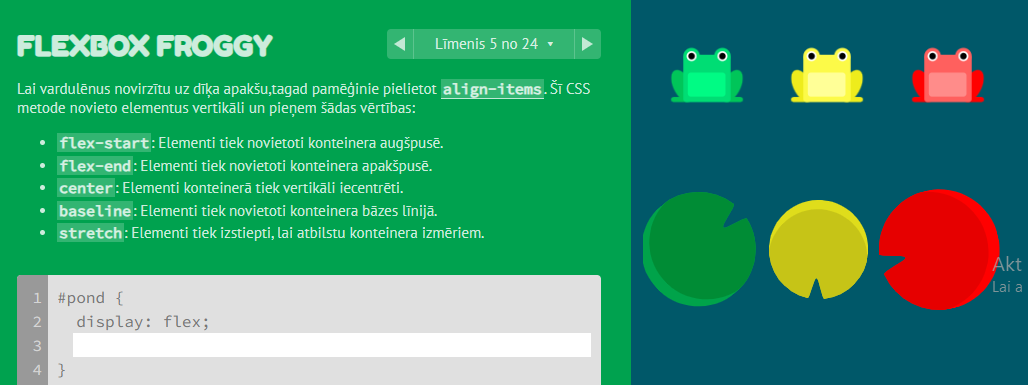 FLEXBOX FROGGY
Līmenis 5 no 24
Lai vardulēnus novirzītu uz dīķa apakšu,tagad pamēģinie pielietot align-items. Šī CSS
metode novieto elementus vertikāli un pieņem šādas vērtības:
flex-start: Elementi tiek novietoti konteinera augšpusē.
flex-end: Elementi tiek novietoti konteinera apakšpusē.
center: Elementi konteinerā tiek vertikāli iecentrēti.
baseline: Elementi tiek novietoti konteinera bāzes līnijā.
stretch: Elementi tiek izstiepti, lai atbilstu konteinera izmēriem.
1 #pond {
2 display: flex;
3
4 }
Akt
Lai a